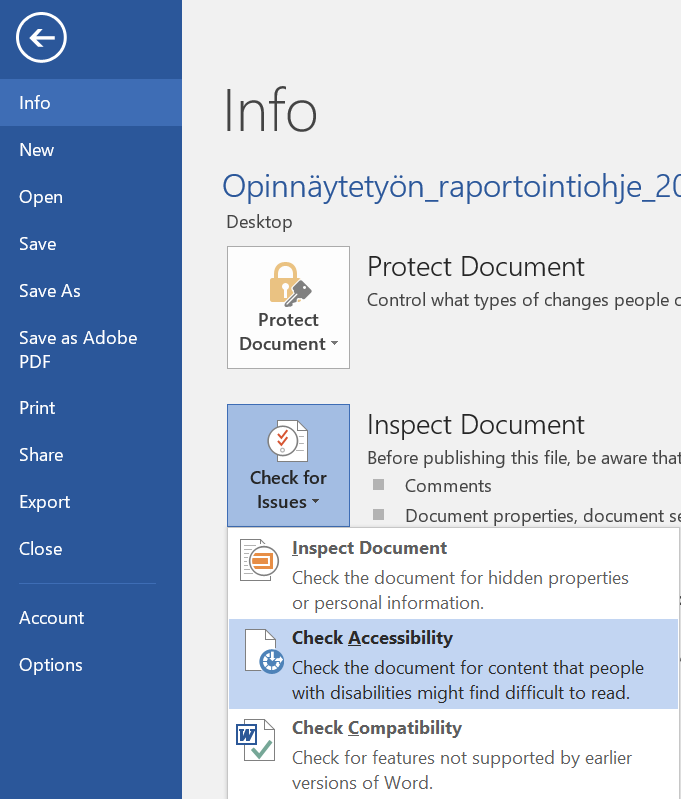 Info
New
Open
Save
Save As
Save as Adobe
PDF
Print
Share
Export
Close
Account
Options
Info
Opinnäytetyön_raportointiohje_20
Desktop
Protect
Document
Protect Document
Control what types of changes people
Check for
Issues
Inspect Document
Before publishing this file, be aware that
Comments
Document properties, document
Inspect Document
Check the document for hidden properties
or personal information.
Check Accessibility
Check the document for content that people
with disabilities might find difficult to read.
W
Check Compatibility
Check for features not supported by earlier
versions of Word.